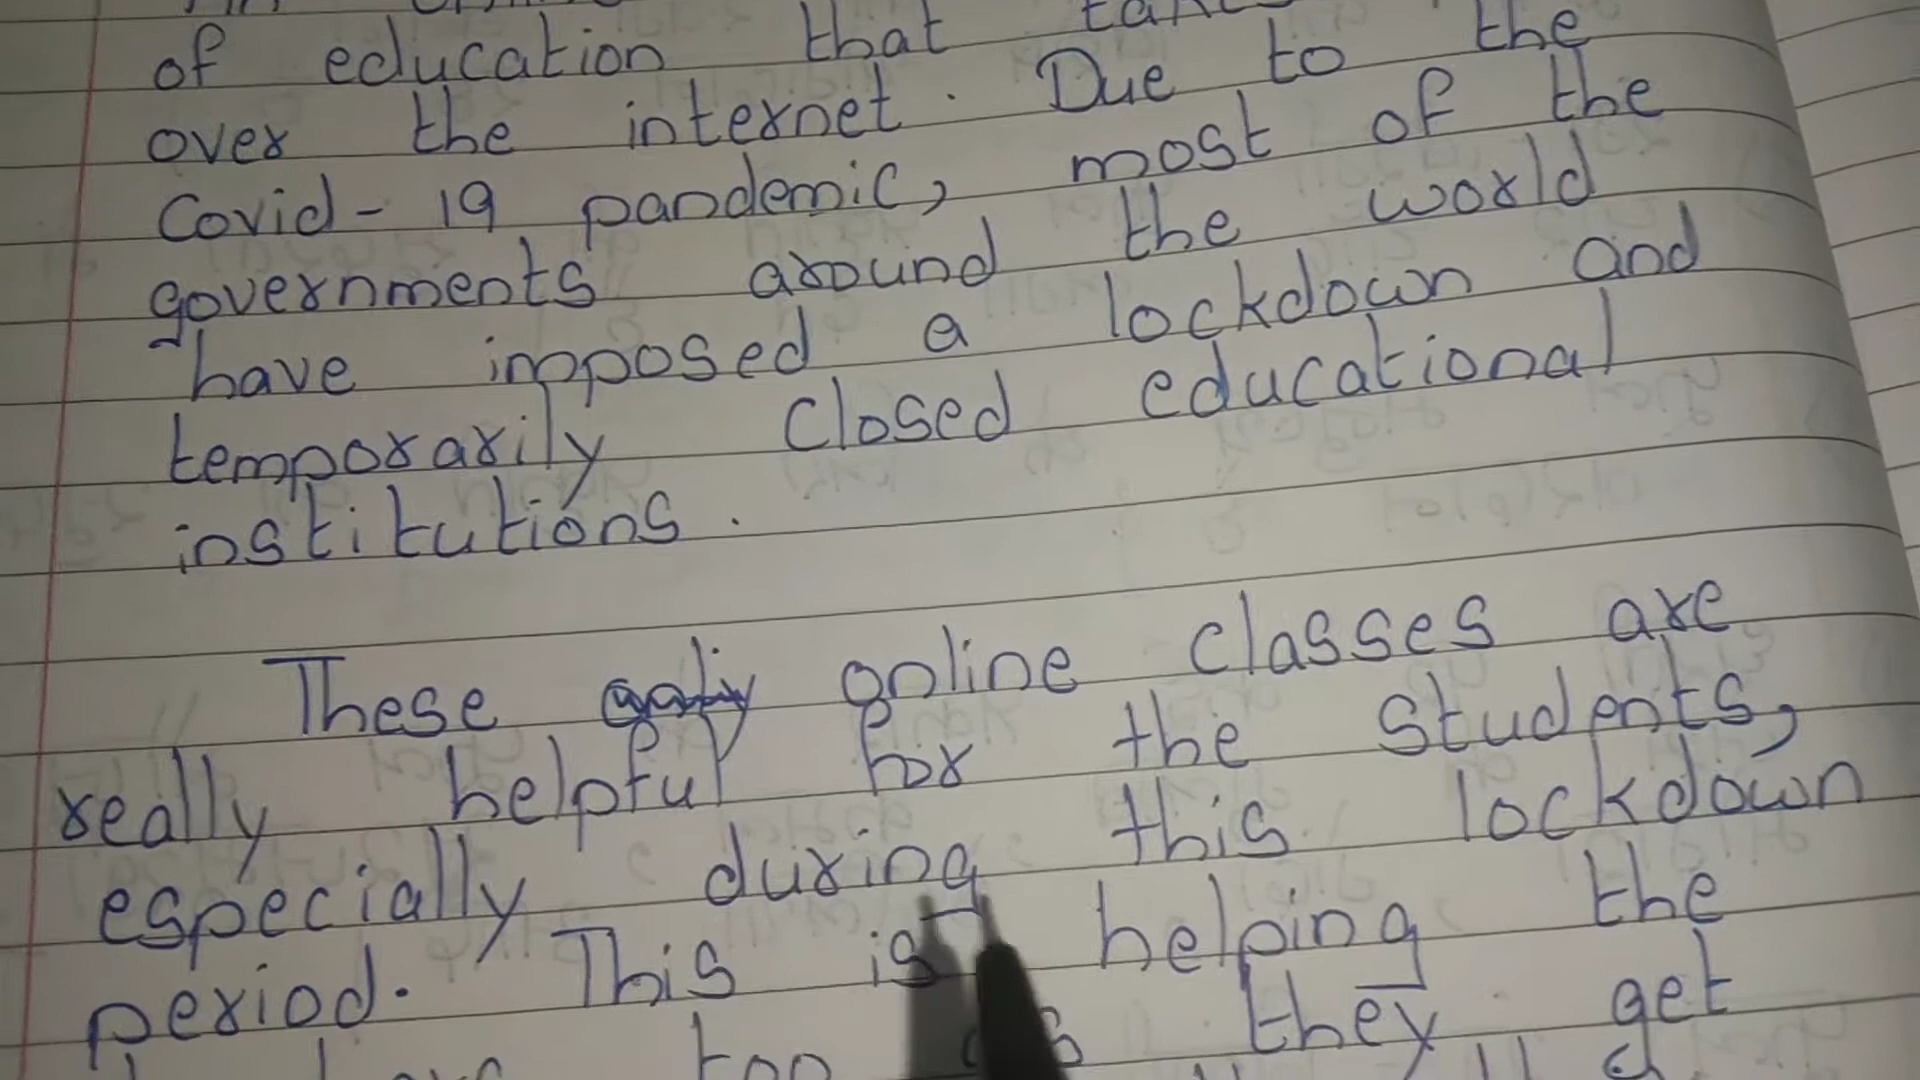 of education that
over the internet. Due to the
Covid-19 pandemic, most of the
governments around the world
have imposed a lockdown and
temporarily closed educational
institutions.
These online classes are
really helpful for the students,
especially during this lockdown
period. This is helping the
too as they get